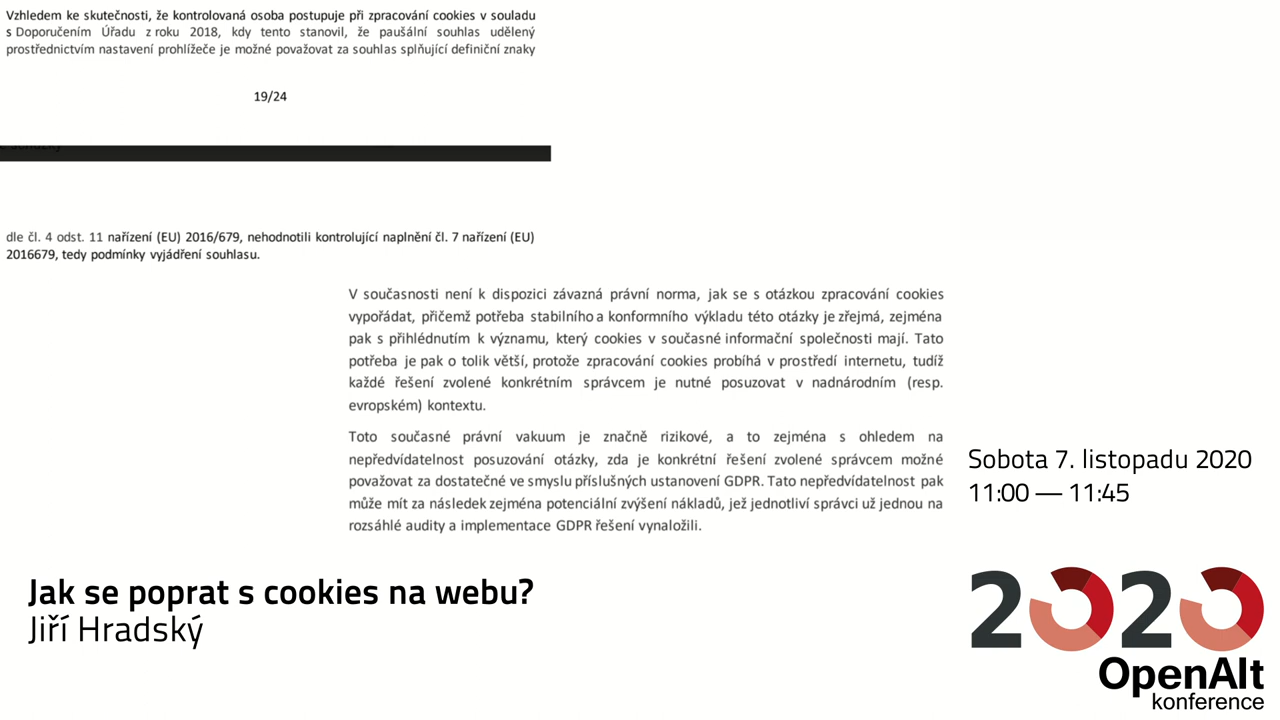 Vzhledem ke skutečnosti, že kontrolovaná osoba postupuje při zpracování cookies v souladu
s Doporučením Úřadu z roku 2018, kdy tento stanovil, že paušální souhlas udělený
prostřednictvím nastavení prohlížeče je možné považovat za souhlas splňující definiční znaky
19/24
dle čl. 4 odst. 11 nařízení (EU) 2016/679, nehodnotili kontrolující naplnění čl. 7 nařízení (EU)
2016679, tedy podmínky vyjádření souhlasu.
V současnosti není k dispozici závazná právní norma, jak se s otázkou zpracování cookies
vypořádat, přičemž potřeba stabilního a konformního výkladu této otázky je zřejmá, zejména
pak s přihlédnutím k významu, který cookies v současné informační společnosti mají. Tato
potřeba je pak o tolik větší, protože zpracování cookies probíhá v prostředí internetu, tudíž
každé řešení zvolené konkrétním správcem je nutné posuzovat v nadnárodním (resp.
evropském) kontextu.
Toto současné právní vakuum je značně rizikové, a to zejména s ohledem na
nepředvídatelnost posuzování otázky, zda je konkrétní řešení zvolené správcem možné
považovat za dostatečné ve smyslu příslušných ustanovení GDPR. Tato nepředvídatelnost pak
může mít za následek zejména potenciální zvýšení nákladů, jež jednotliví správci už jednou na
rozsáhlé audity a implementace GDPR řešení vynaložili.
Sobota 7. listopadu 2020
11:00 — 11:45
Jak se poprat s cookies na webu?
Jiří Hradský
2020
OpenAlt
konference